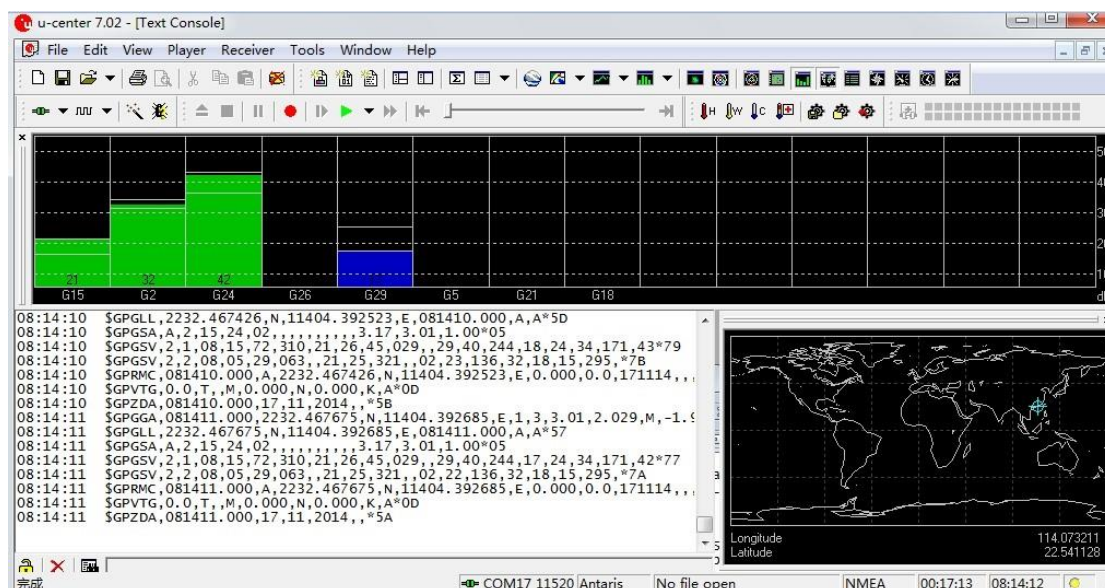 u-center 7.02 - [Text Console]
File Edit View Player Receiver Tools Window Help
50
40
30
20
10
21 32 42
G15 G2 G24 G26 G29 G5 G21 G18
08:14:10 $GPGLL,2232.467426,N,11404.392523,E,081410.000,A,A*5D
08:14:10 $GPGSA,A,2,15,24,02,,,,,,,,,,3.17,3.01,1.00*05
08:14:10 $GPGSV,2,1,08,15,72,310,21,26,45,029,,29,40,244,18,24,34,171,43*79
08:14:10 $GPGSV,2,2,08,05,29,063,,21,25,321,,02,23,136,32,18,15,295,*7B
08:14:10 $GPRMC,081410.000,A,2232.467426,N,11404.392523,E,0.000,0.0,171114,,,
08:14:10 $GPVTG,0.0,T,,M,0.000,N,0.000,K,A*0D
08:14:10 $GPZDA,081410.000,17,11,2014,,*5B
08:14:11 $GPGGA,081411.000,2232.467675,N,11404.392685,E,1,3,3.01,2.029,M,-1.9
08:14:11 $GPGLL,2232.467675,N,11404.392685,E,081411.000,A,A*57
08:14:11 $GPGSA,A,2,15,24,02,,,,,,,,,,3.17,3.01,1.00*05
08:14:11 $GPGSV,2,1,08,15,72,310,21,26,45,029,,29,40,244,17,24,34,171,42*77
08:14:11 $GPGSV,2,2,08,05,29,063,,21,25,321,,02,22,136,32,18,15,295,*7A
08:14:11 $GPRMC,081411.000,A,2232.467675,N,11404.392685,E,0.000,0.0,171114,,,
08:14:11 $GPVTG,0.0,T,,M,0.000,N,0.000,K,A*0D
08:14:11 $GPZDA,081411.000,17,11,2014,,*5A
Longitude 114.073211
Latitude 22.541128
完成 COM17 11520 Antaris No file open NMEA 00:17:13 08:14:12